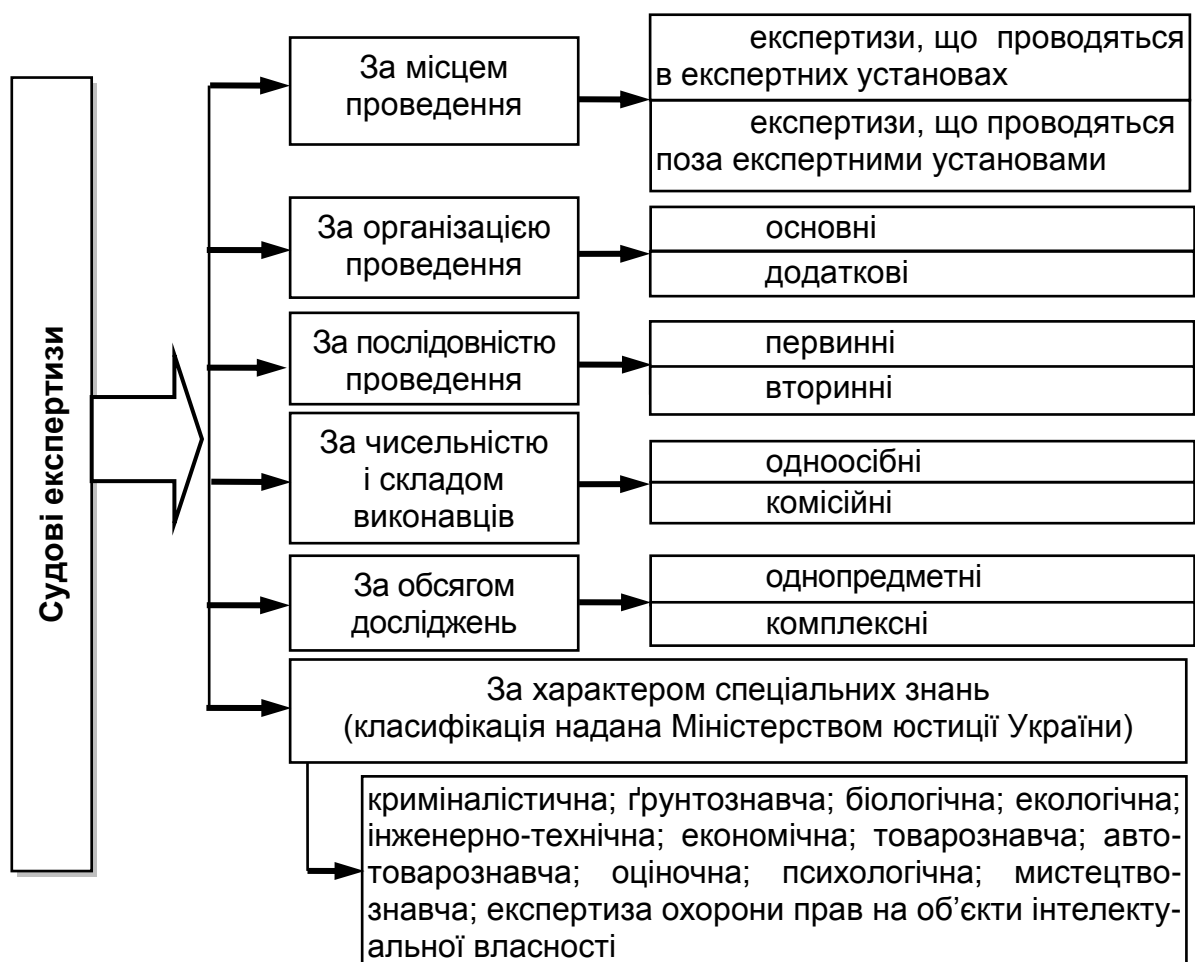 Судові експертизи
За місцем
проведення
експертизи, що проводяться
в експертних установах
експертизи, що проводяться
поза експертними установами
За організацією
проведення
основні
додаткові
За послідовністю
проведення
первинні
вторинні
За чисельністю
і складом
виконавців
одноосібні
комісійні
За обсягом
досліджень
однопредметні
комплексні
За характером спеціальних знань
(класифікація надана Міністерством юстиції України)
криміналістична; ґрунтознавча; біологічна; екологічна;
інженерно-технічна; економічна; товарознавча; авто-
товарознавча; оціночна; психологічна; мистецтво-
знавча; експертиза охорони прав на об’єкти інтелекту-
альної власності